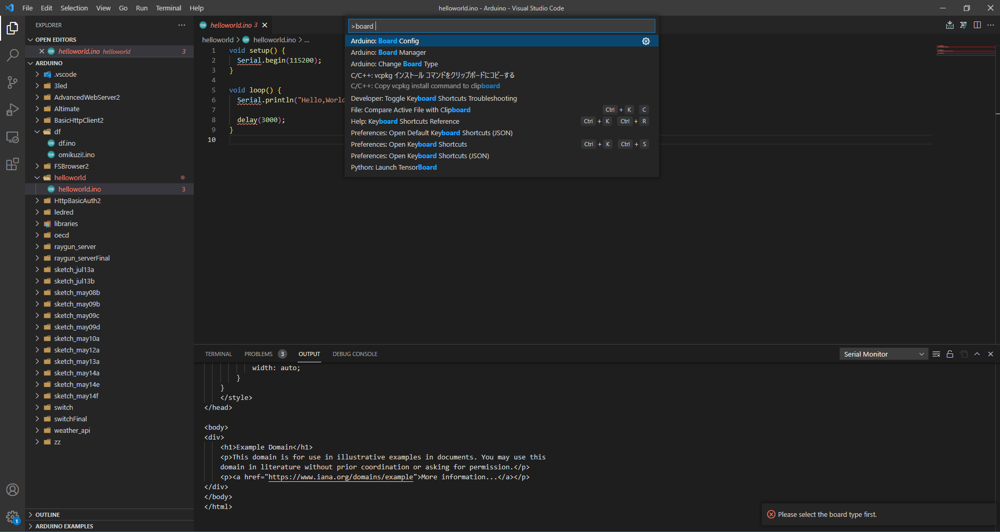 File Edit Selection View Go Run Terminal Help
helloworld.ino - Arduino - Visual Studio Code
EXPLORER
OPEN EDITORS
helloworld.ino helloworld 3
ARDUINO
.vscode
3led
AdvancedWebServer2
Altimate
BasicHttpClient2
df
df.ino
omikuzil.ino
FSBrowser2
helloworld
helloworld.ino 3
HttpBasicAuth2
ledred
libraries
oecd
raygun_server
raygun_serverFinal
sketch_jul13a
sketch_jul13b
sketch_may08b
sketch_may09b
sketch_may09c
sketch_may09d
sketch_may10a
sketch_may12a
sketch_may13a
sketch_may14a
sketch_may14e
sketch_may14f
switch
switchFinal
weather_api
zz
OUTLINE
ARDUINO EXAMPLES
helloworld.ino 3
helloworld > helloworld.ino > ...
1 void setup() {
2 Serial.begin(115200);
3 }
4
5 void loop() {
6 Serial.println("Hello,World
7
8 delay(3000);
9 }
10
>board
Arduino: Board Config
Arduino: Board Manager
Arduino: Change Board Type
C/C++: vcpkg インストール コマンドをクリップボードにコピーする
C/C++: Copy vcpkg install command to clipboard
Developer: Toggle Keyboard Shortcuts Troubleshooting
File: Compare Active File with Clipboard Ctrl + K C
Help: Keyboard Shortcuts Reference Ctrl + K Ctrl + R
Preferences: Open Default Keyboard Shortcuts (JSON)
Preferences: Open Keyboard Shortcuts Ctrl + K Ctrl + S
Preferences: Open Keyboard Shortcuts (JSON)
Python: Launch TensorBoard
TERMINAL PROBLEMS 3 OUTPUT DEBUG CONSOLE
Serial Monitor
width: auto;
}
}
</style>
</head>
<body>
<div>
<h1>Example Domain</h1>
<p>This domain is for use in illustrative examples in documents. You may use this
domain in literature without prior coordination or asking for permission.</p>
<p><a href="https://www.iana.org/domains/example">More information...</a></p>
</div>
</body>
</html>
Please select the board type first.
1